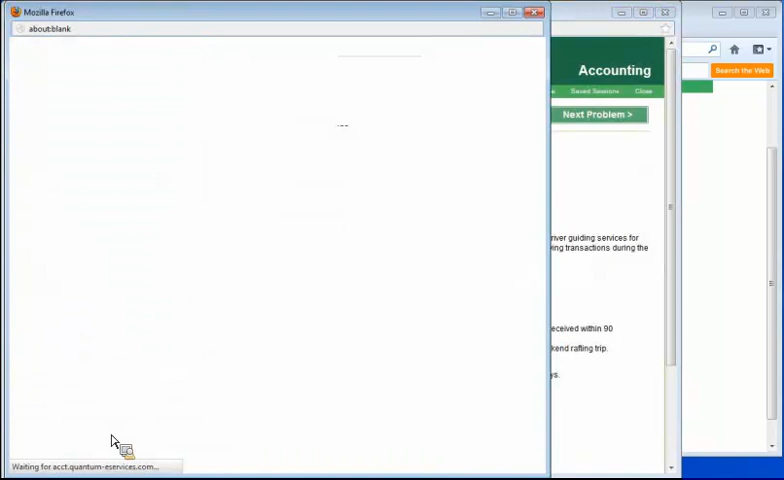 Mozilla Firefox
about:blank
Accounting
Saved Sessions Close
Search the Web
Next Problem >
river guiding services for
ing transactions during the
eceived within 90
kend rafting trip.
ys.
Waiting for acct.quantum-eservices.com...